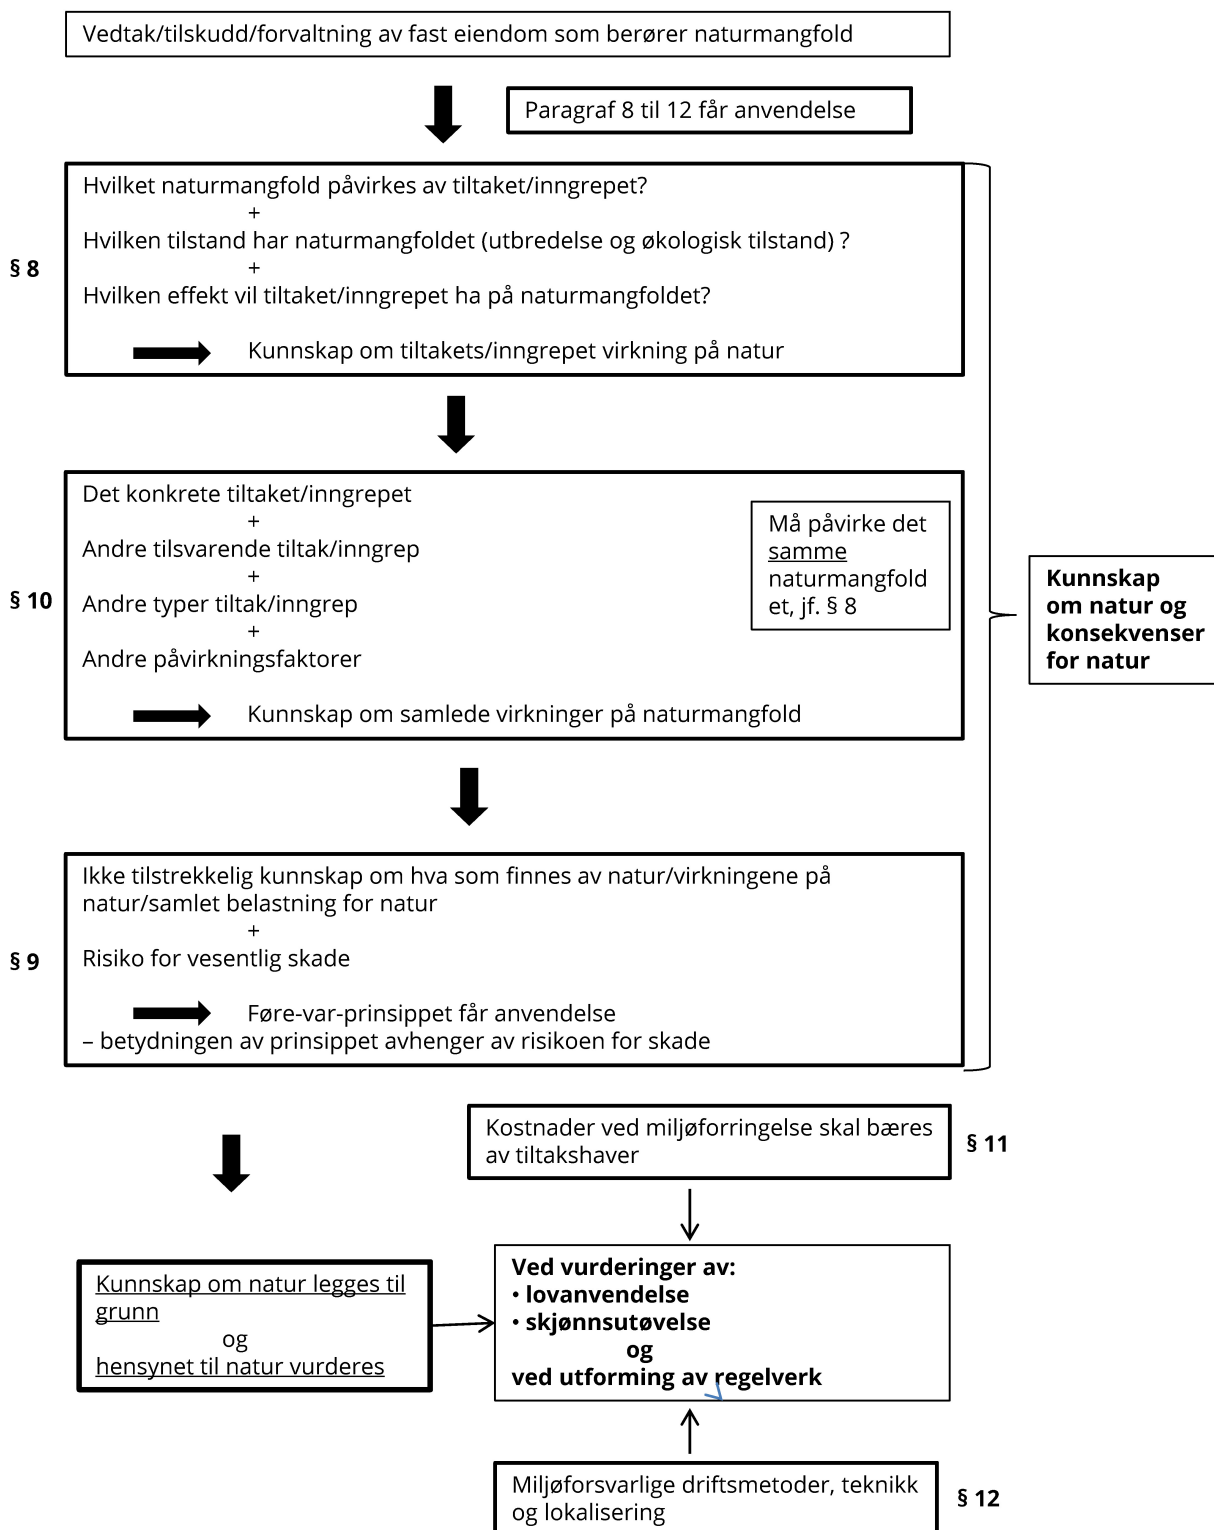 Vedtak/tilskudd/forvaltning av fast eiendom som berører naturmangfold
Paragraf 8 til 12 får anvendelse
§ 8
Hvilket naturmangfold påvirkes av tiltaket/inngrepet?
+
Hvilken tilstand har naturmangfoldet (utbredelse og økologisk tilstand) ?
+
Hvilken effekt vil tiltaket/inngrepet ha på naturmangfoldet?
Kunnskap om tiltakets/inngrepet virkning på natur
§ 10
Det konkrete tiltaket/inngrepet
+
Andre tilsvarende tiltak/inngrep
+
Andre typer tiltak/inngrep
+
Andre påvirkningsfaktorer
Kunnskap om samlede virkninger på naturmangfold
Må påvirke det
samme
naturmangfold
et, jf. § 8
Kunnskap
om natur og
konsekvenser
for natur
§ 9
Ikke tilstrekkelig kunnskap om hva som finnes av natur/virkningene på
natur/samlet belastning for natur
+
Risiko for vesentlig skade
Føre-var-prinsippet får anvendelse
– betydningen av prinsippet avhenger av risikoen for skade
Kostnader ved miljøforringelse skal bæres
av tiltakshaver
§ 11
Kunnskap om natur legges til
grunn
og
hensynet til natur vurderes
Ved vurderinger av:
• lovanvendelse
• skjønnsutøvelse
og
ved utforming av regelverk
Miljøforsvarlige driftsmetoder, teknikk
og lokalisering
§ 12